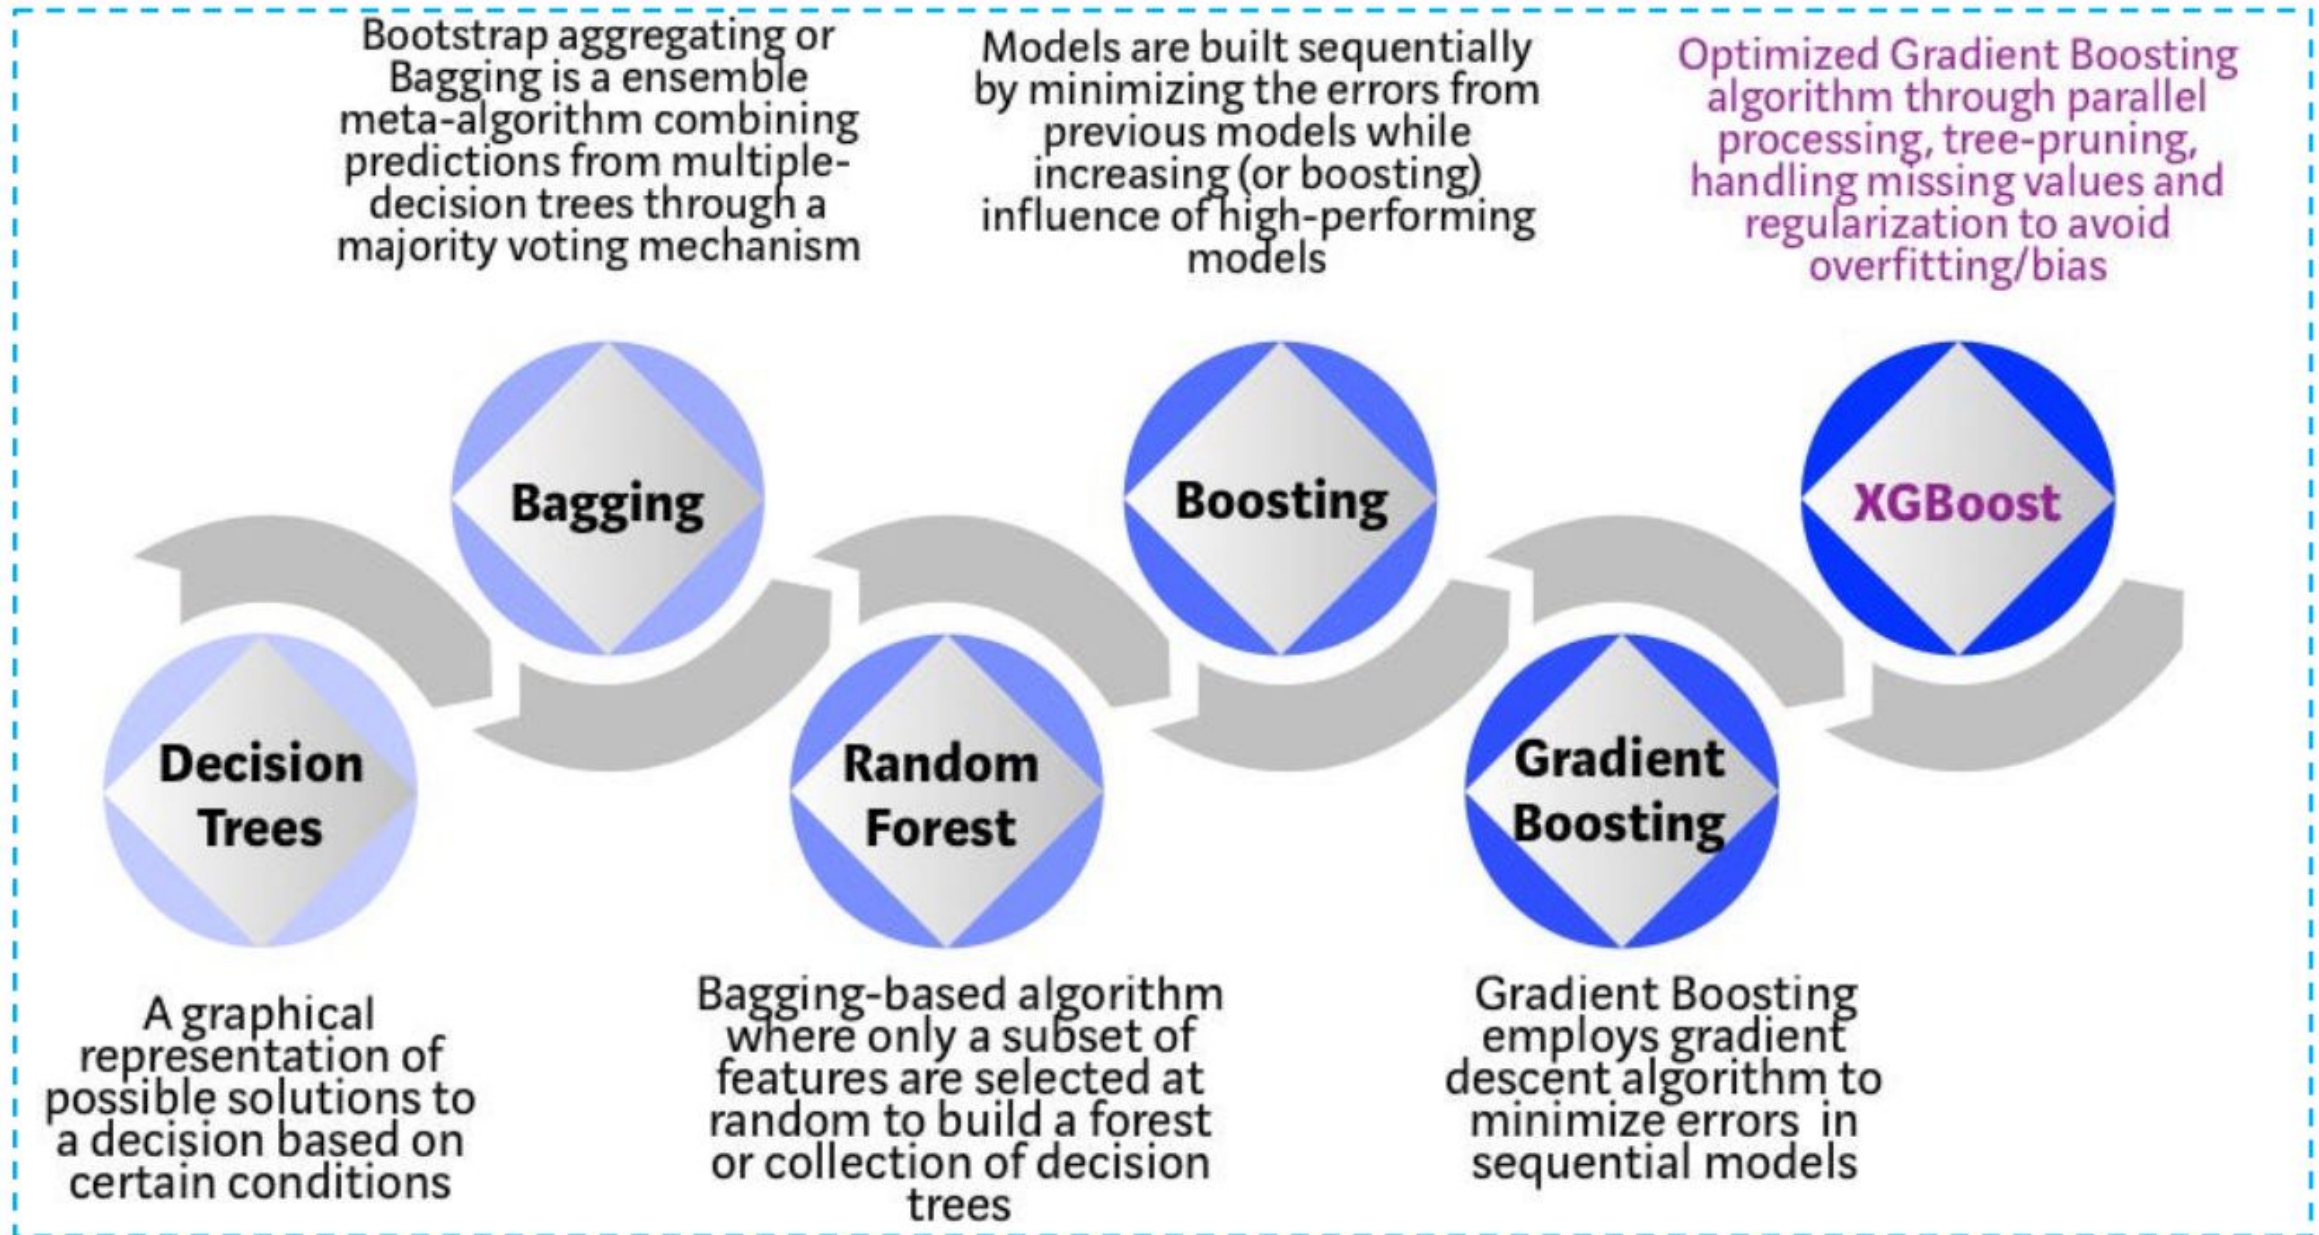 Bootstrap aggregating or
Bagging is a ensemble
meta-algorithm combining
predictions from multiple-
decision trees through a
majority voting mechanism
Models are built sequentially
by minimizing the errors from
previous models while
increasing (or boosting)
influence of high-performing
models
Optimized Gradient Boosting
algorithm through parallel
processing, tree-pruning,
handling missing values and
regularization to avoid
overfitting/bias
Bagging
Boosting
XGBoost
Decision
Trees
Random
Forest
Gradient
Boosting
A graphical
representation of
possible solutions to
a decision based on
certain conditions
Bagging-based algorithm
where only a subset of
features are selected at
random to build a forest
or collection of decision
trees
Gradient Boosting
employs gradient
descent algorithm to
minimize errors in
sequential models